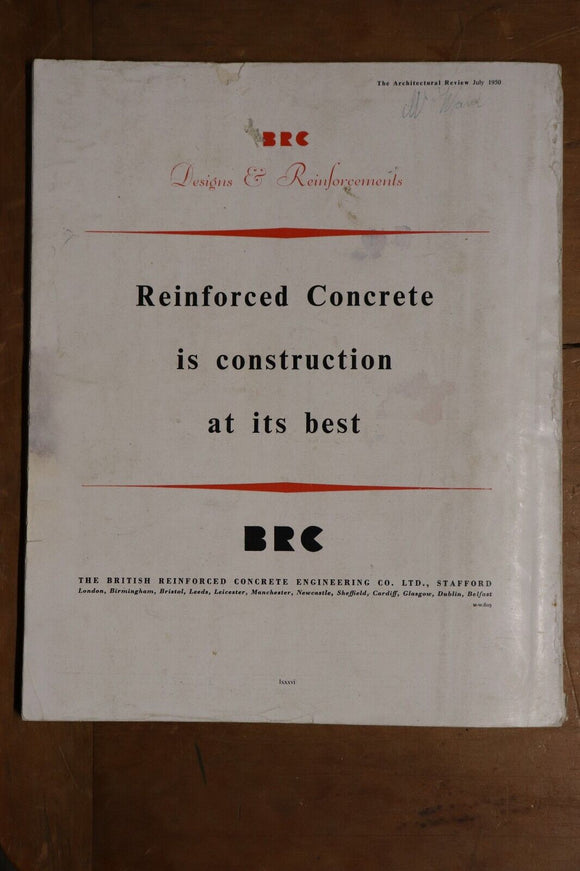 The Architectural Review July 1950
BRC
Designs & Reinforcements
Reinforced Concrete
is construction
at its best
BRC
THE BRITISH REINFORCED CONCRETE ENGINEERING CO. LTD., STAFFORD
London, Birmingham, Bristol, Leeds, Leicester, Manchester, Newcastle, Sheffield, Cardiff, Glasgow, Dublin, Belfast
lxxxvi